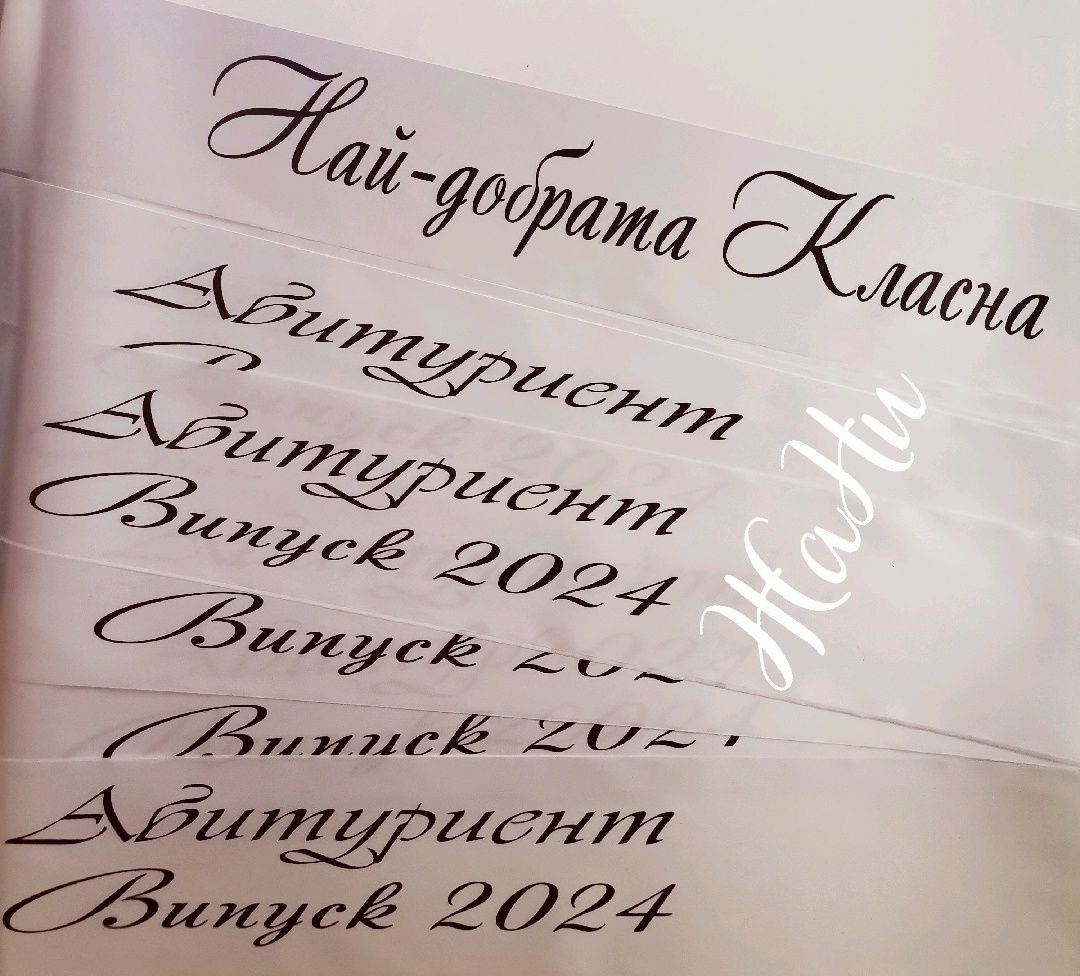 Най-добрата Класна
Абитуриент
Абитуриент
Випуск 2024
Випуск
Випуск
Абитуриент
Випуск 2024
ЖаНи